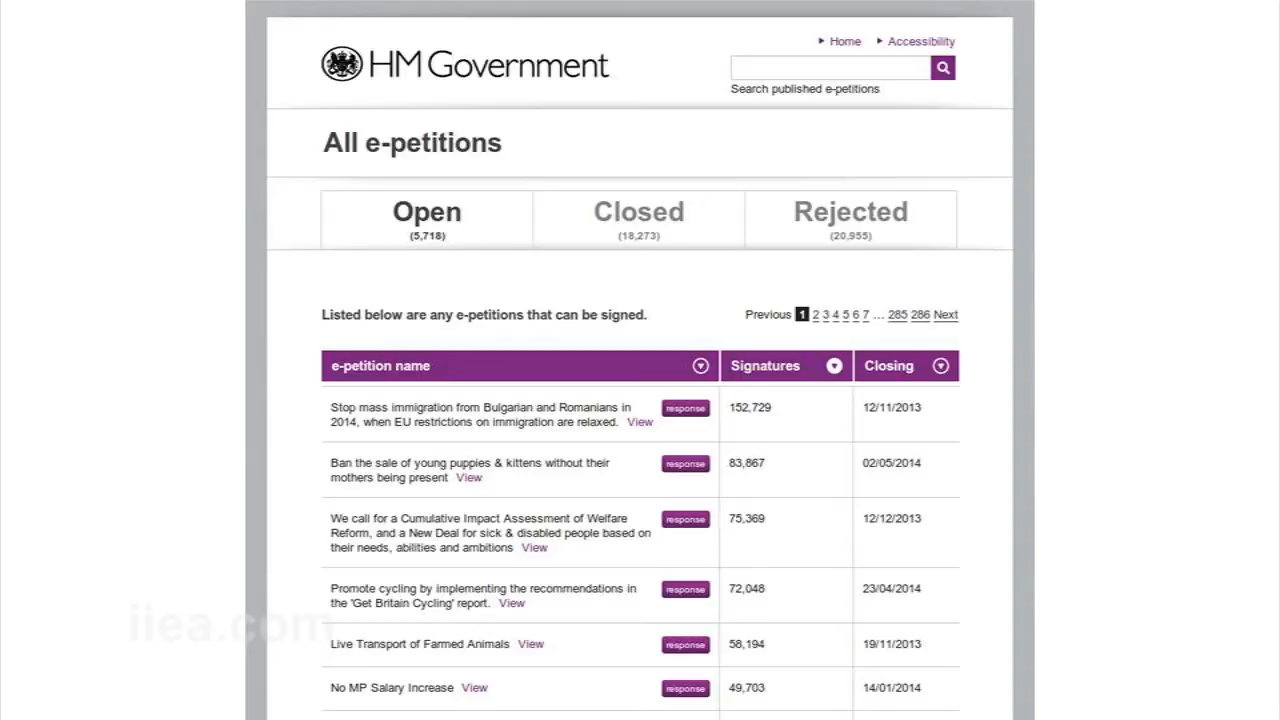 Home Accessibility
HM Government
Search published e-petitions
All e-petitions
Open Closed Rejected
(5,718) (18,273) (20,955)
Listed below are any e-petitions that can be signed. Previous 1 2 3 4 5 6 7 ... 285 286 Next
e-petition name Signatures Closing
Stop mass immigration from Bulgarian and Romanians in response 152,729 12/11/2013
2014, when EU restrictions on immigration are relaxed. View
Ban the sale of young puppies & kittens without their response 83,867 02/05/2014
mothers being present View
We call for a Cumulative Impact Assessment of Welfare response 75,369 12/12/2013
Reform, and a New Deal for sick & disabled people based on
their needs, abilities and ambitions View
Promote cycling by implementing the recommendations in response 72,048 23/04/2014
the 'Get Britain Cycling' report. View
iiea.com
Live Transport of Farmed Animals View response 58,194 19/11/2013
No MP Salary Increase View response 49,703 14/01/2014